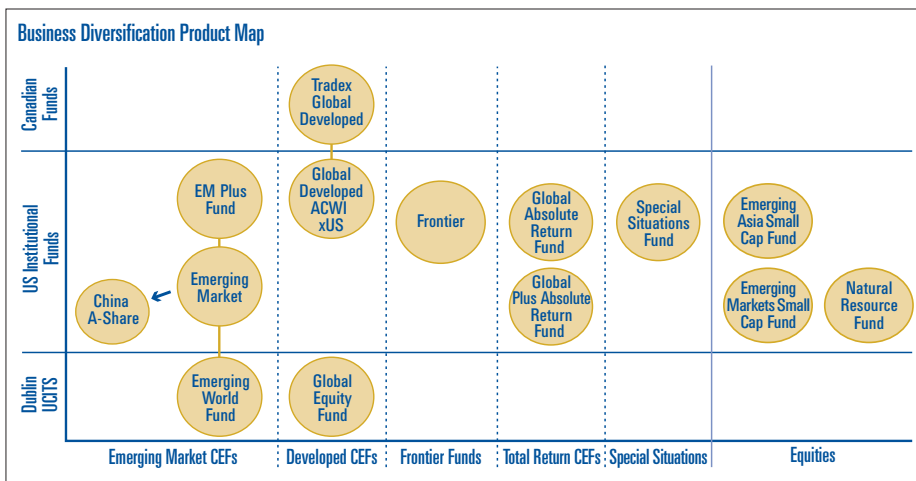 Business Diversification Product Map
Canadian
Funds
US Institutional
Funds
Dublin
UCITS
Tradex
Global
Developed
EM Plus
Fund
Global
Developed
ACWI
xUS
Frontier
Global
Absolute
Return
Fund
Special
Situations
Fund
Emerging
Asia Small
Cap Fund
China
A-Share
Emerging
Market
Global
Plus Absolute
Return
Fund
Emerging
Markets Small
Cap Fund
Natural
Resource
Fund
Emerging
World
Fund
Global
Equity
Fund
Emerging Market CEFs
Developed CEFs
Frontier Funds
Total Return CEFs
Special Situations
Equities